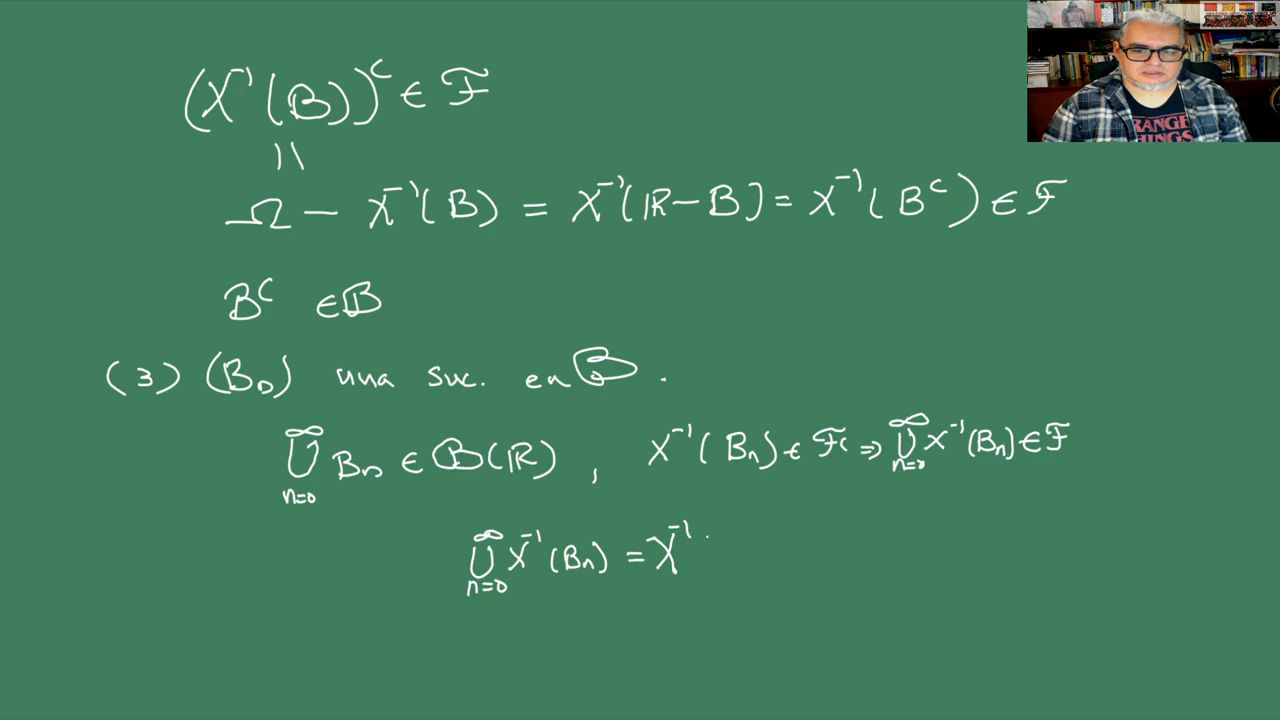 (X⁻¹(B))ᶜ ∈ ℱ
||
Ω − X⁻¹(B) = X⁻¹(ℝ−B) = X⁻¹(Bᶜ) ∈ ℱ
Bᶜ ∈ 𝔹
(3) (Bₙ) una suc. en ℬ.
⋃_{n=0}^{∞} Bₙ ∈ ℬ(ℝ), X⁻¹(Bₙ) ∈ ℱ ⇒ ⋃_{n=0}^{∞} X⁻¹(Bₙ) ∈ ℱ
⋃_{n=0}^{∞} X⁻¹(Bₙ) = X⁻¹